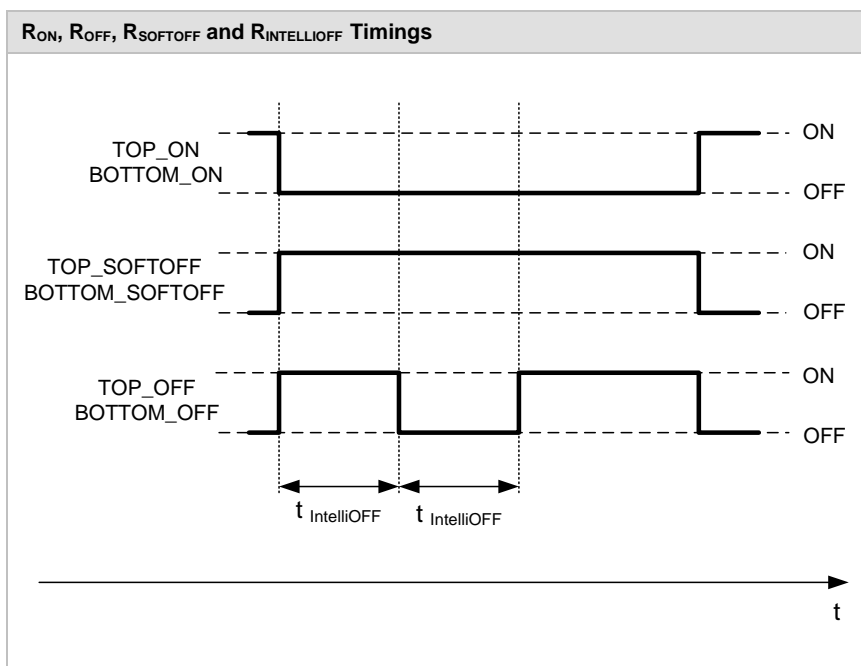 RON, ROFF, RSOFTOFF and RINTELLIOFF Timings
TOP_ON
BOTTOM_ON
ON
OFF
TOP_SOFTOFF
BOTTOM_SOFTOFF
ON
OFF
TOP_OFF
BOTTOM_OFF
ON
OFF
t IntelliOFF
t IntelliOFF
t